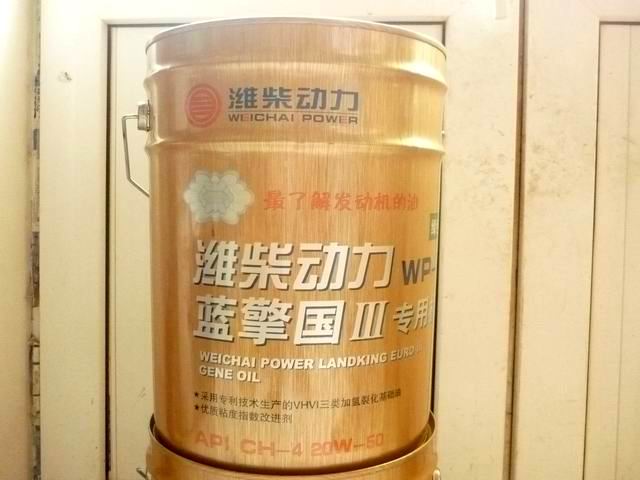 潍柴动力
WEICHAI POWER
最了解发动机的油
潍柴动力 WP-
蓝擎国III 专用
WEICHAI POWER LANDKING EURO
GENE OIL
★采用专利技术生产的VHVI三类加氢裂化基础油
★优质粘度指数改进剂
API CH-4 20W-50